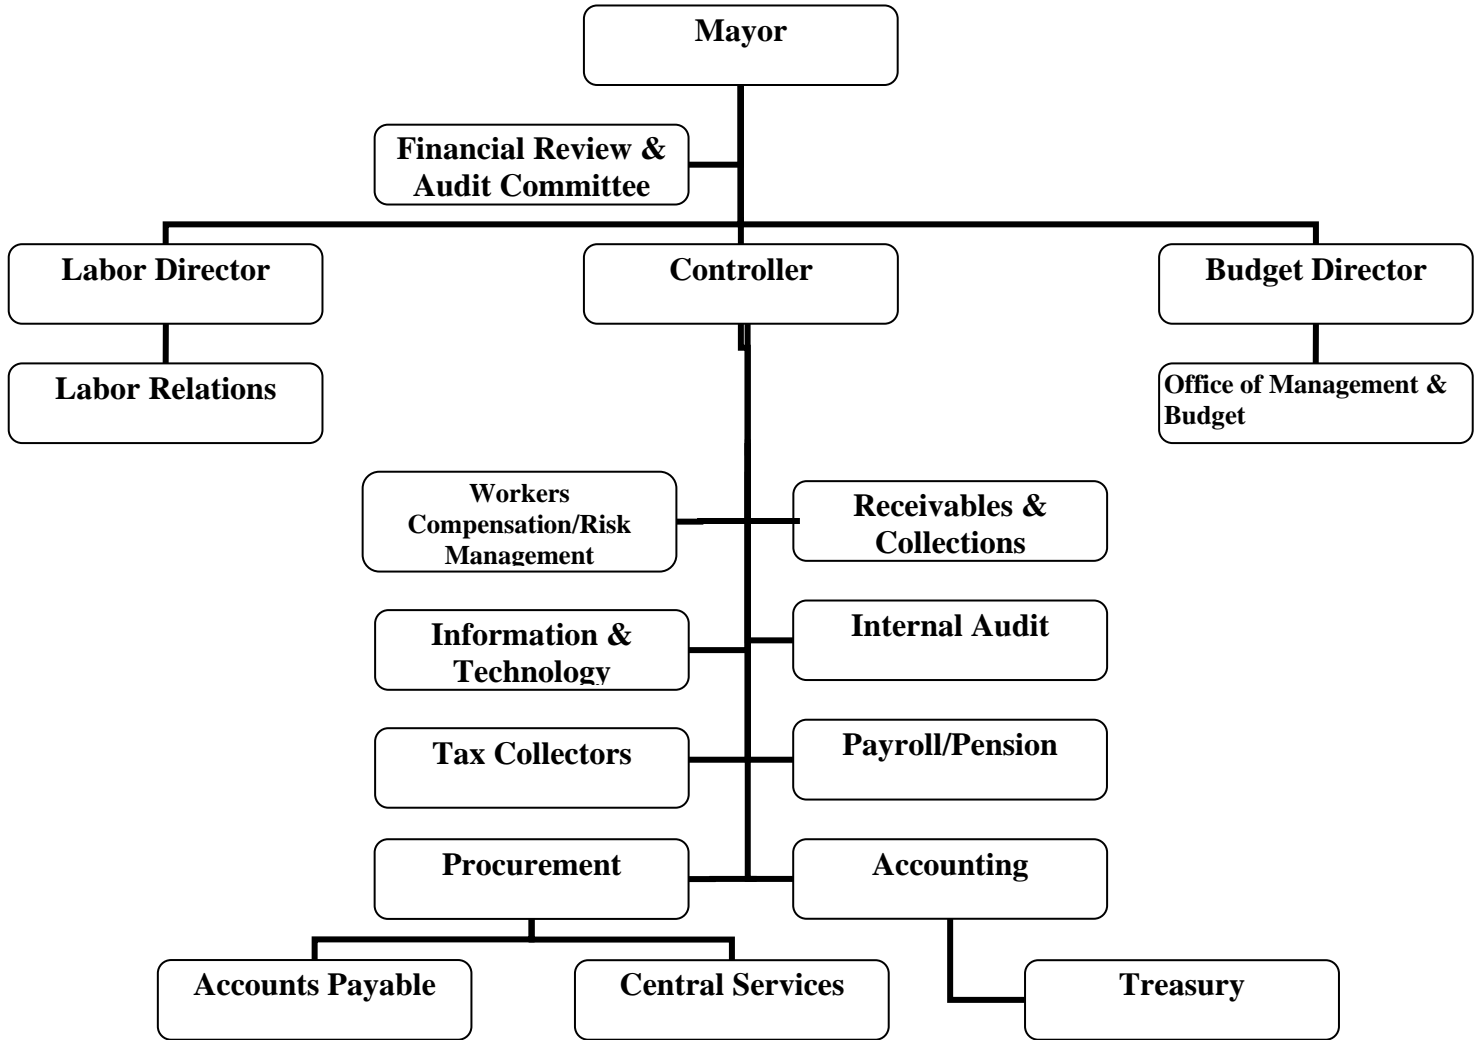 Mayor
Financial Review &
Audit Committee
Labor Director
Controller
Budget Director
Labor Relations
Office of Management &
Budget
Workers
Compensation/Risk
Management
Receivables &
Collections
Information &
Technology
Internal Audit
Tax Collectors
Payroll/Pension
Procurement
Accounting
Accounts Payable
Central Services
Treasury